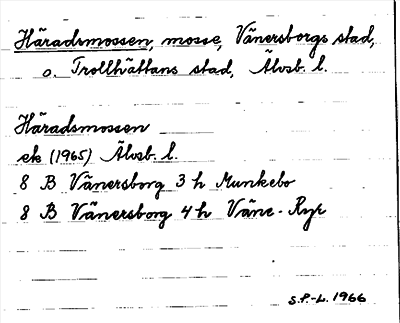 Häradsmossen, mosse, Vänersborgs stad,
o. Trollhättans stad, Älvsb. l.
Häradsmossen
ek (1965) Älvsb. l.
8 B Vänersborg 3 h Munkebo
8 B Vänersborg 4 h Väne-Ryr
S.P.-L. 1966